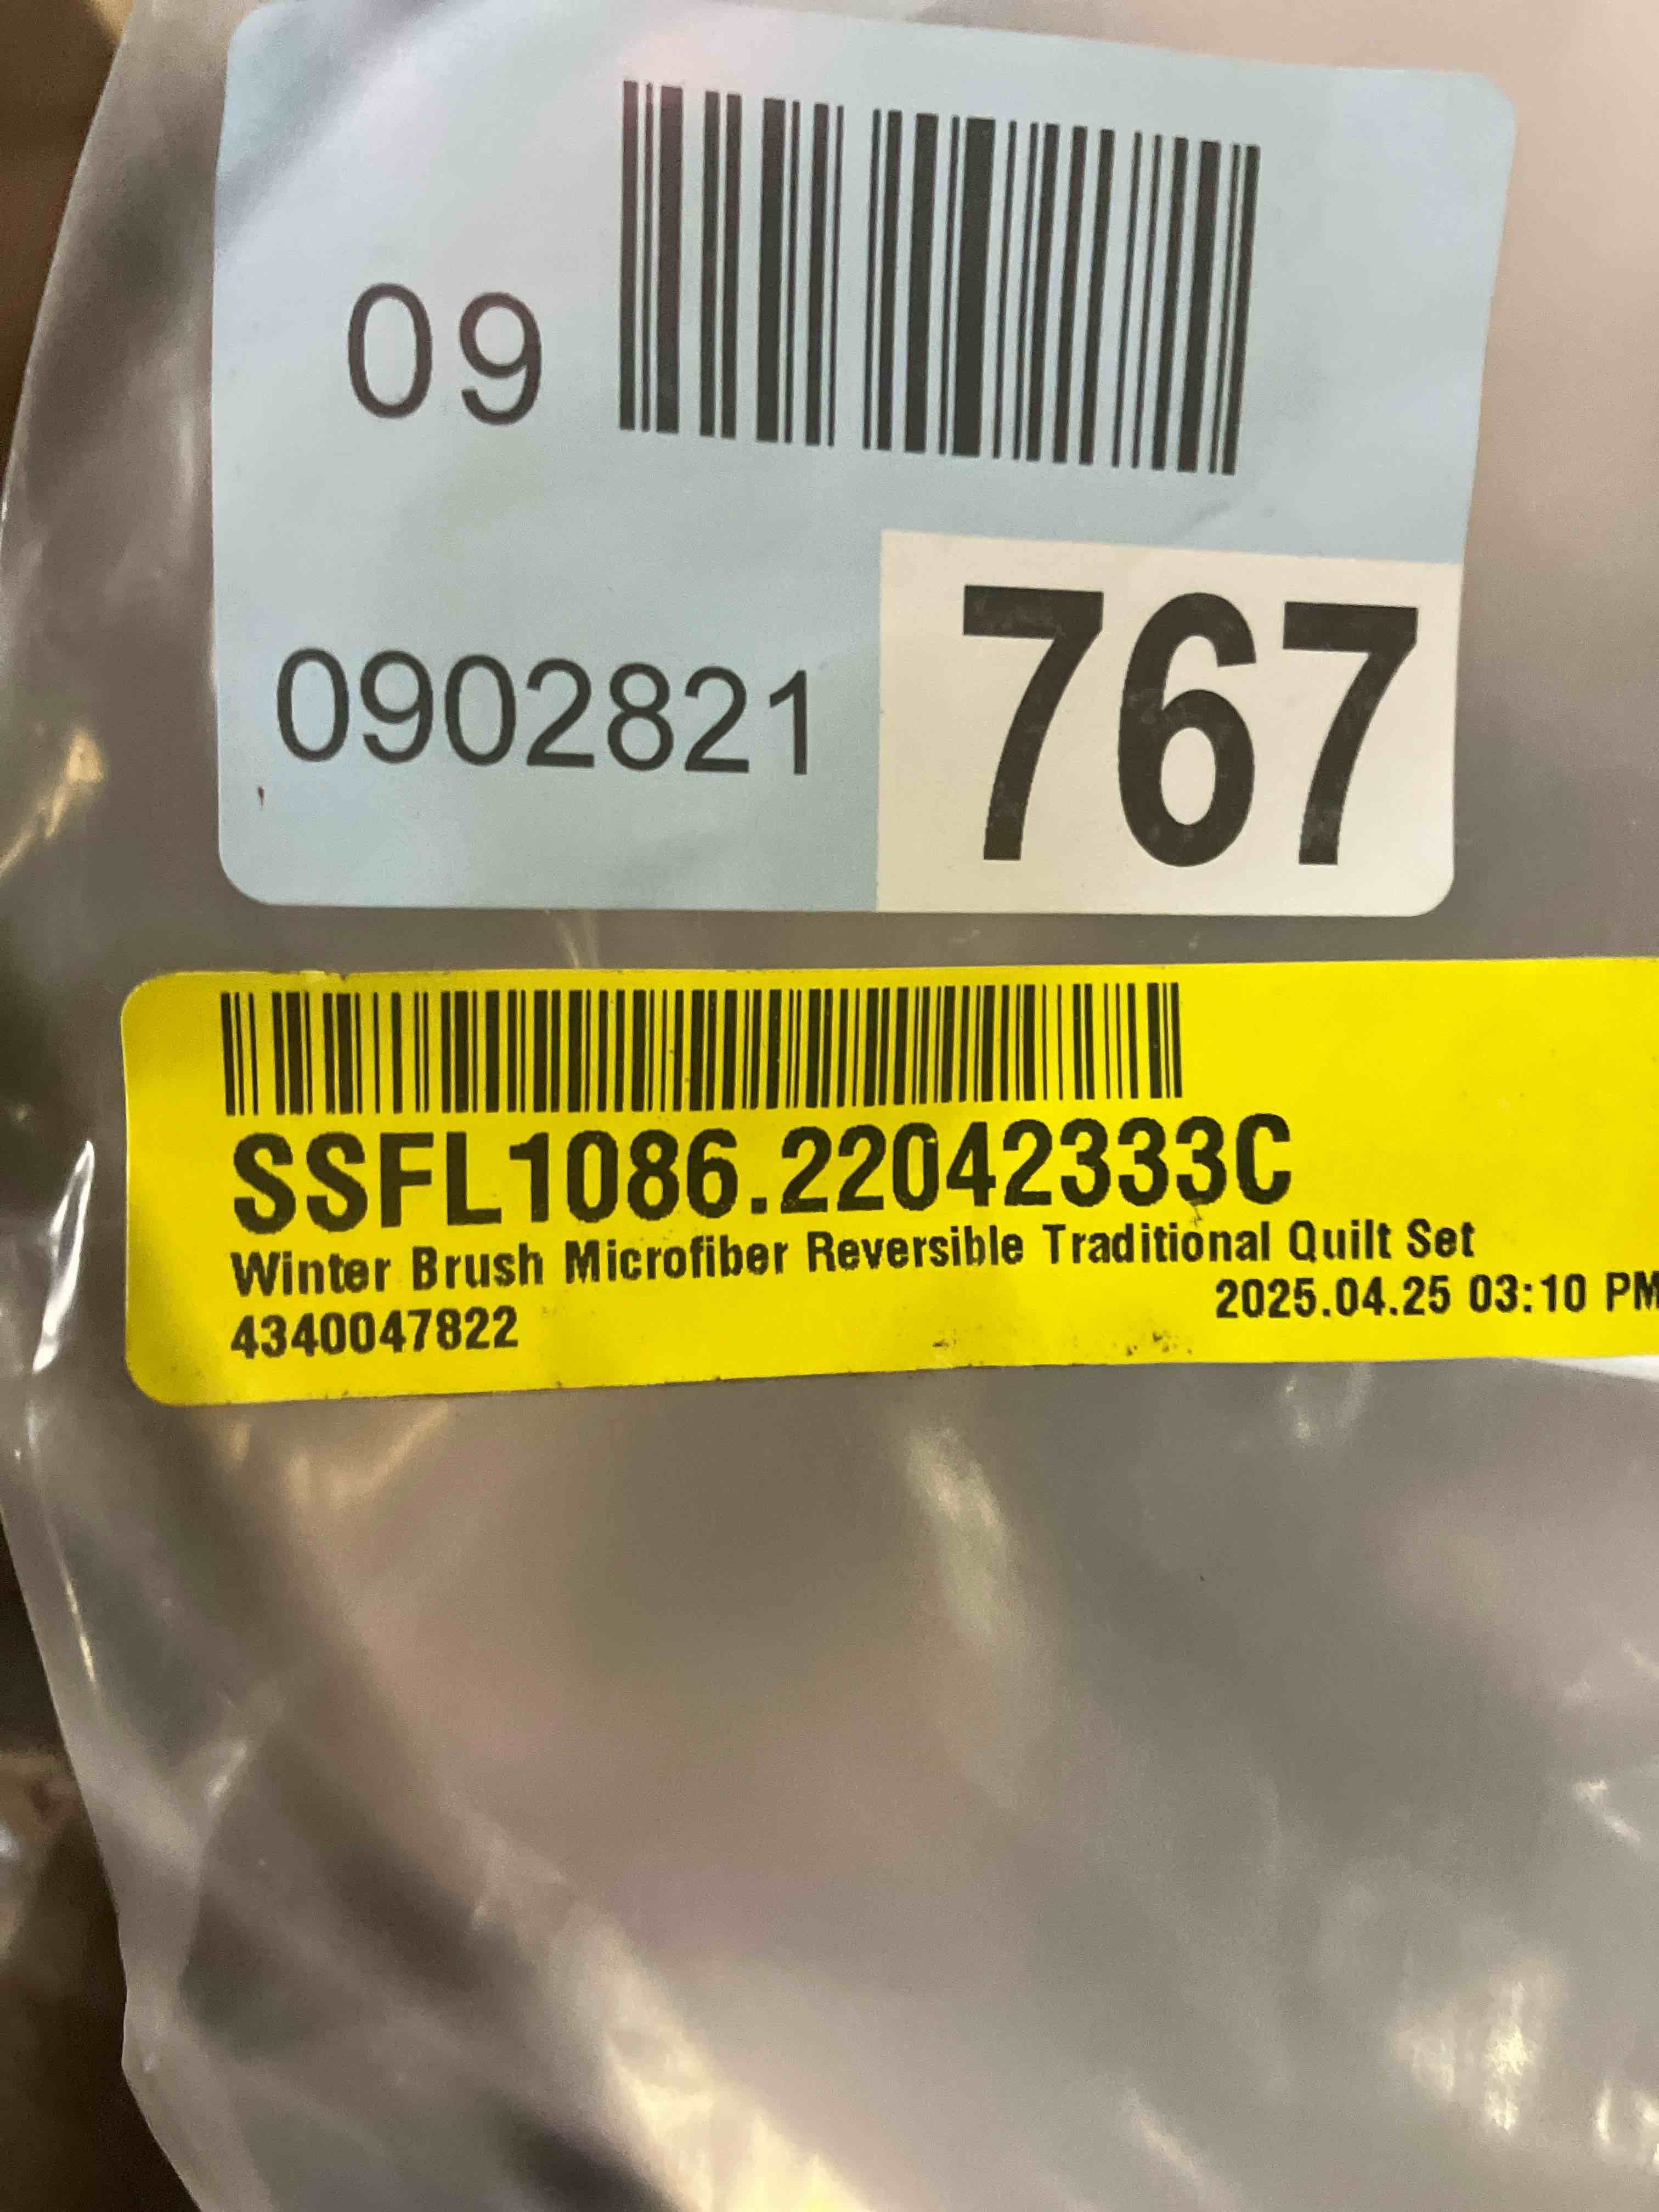 09
0902821 767
SSFL1086.22042333C
Winter Brush Microfiber Reversible Traditional Quilt Set
2025.04.25 03:10 PM
4340047822